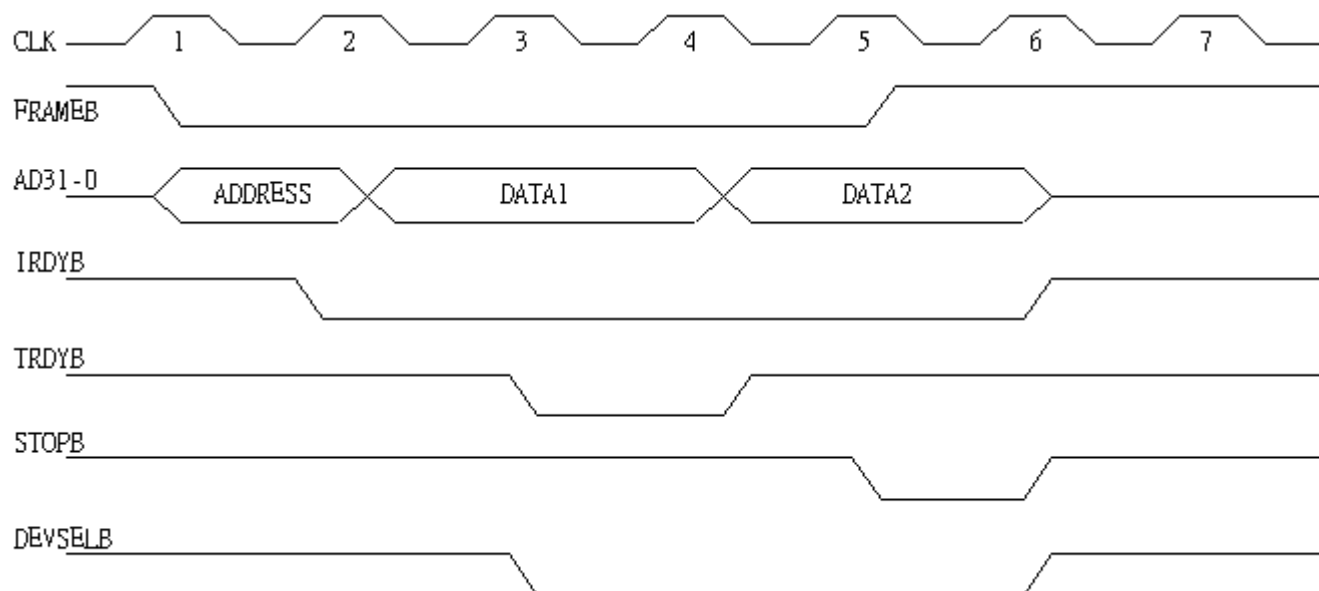 CLK 1 2 3 4 5 6 7
FRAMEB
AD31-0 ADDRESS DATA1 DATA2
IRDYB
TRDYB
STOPB
DEVSELB